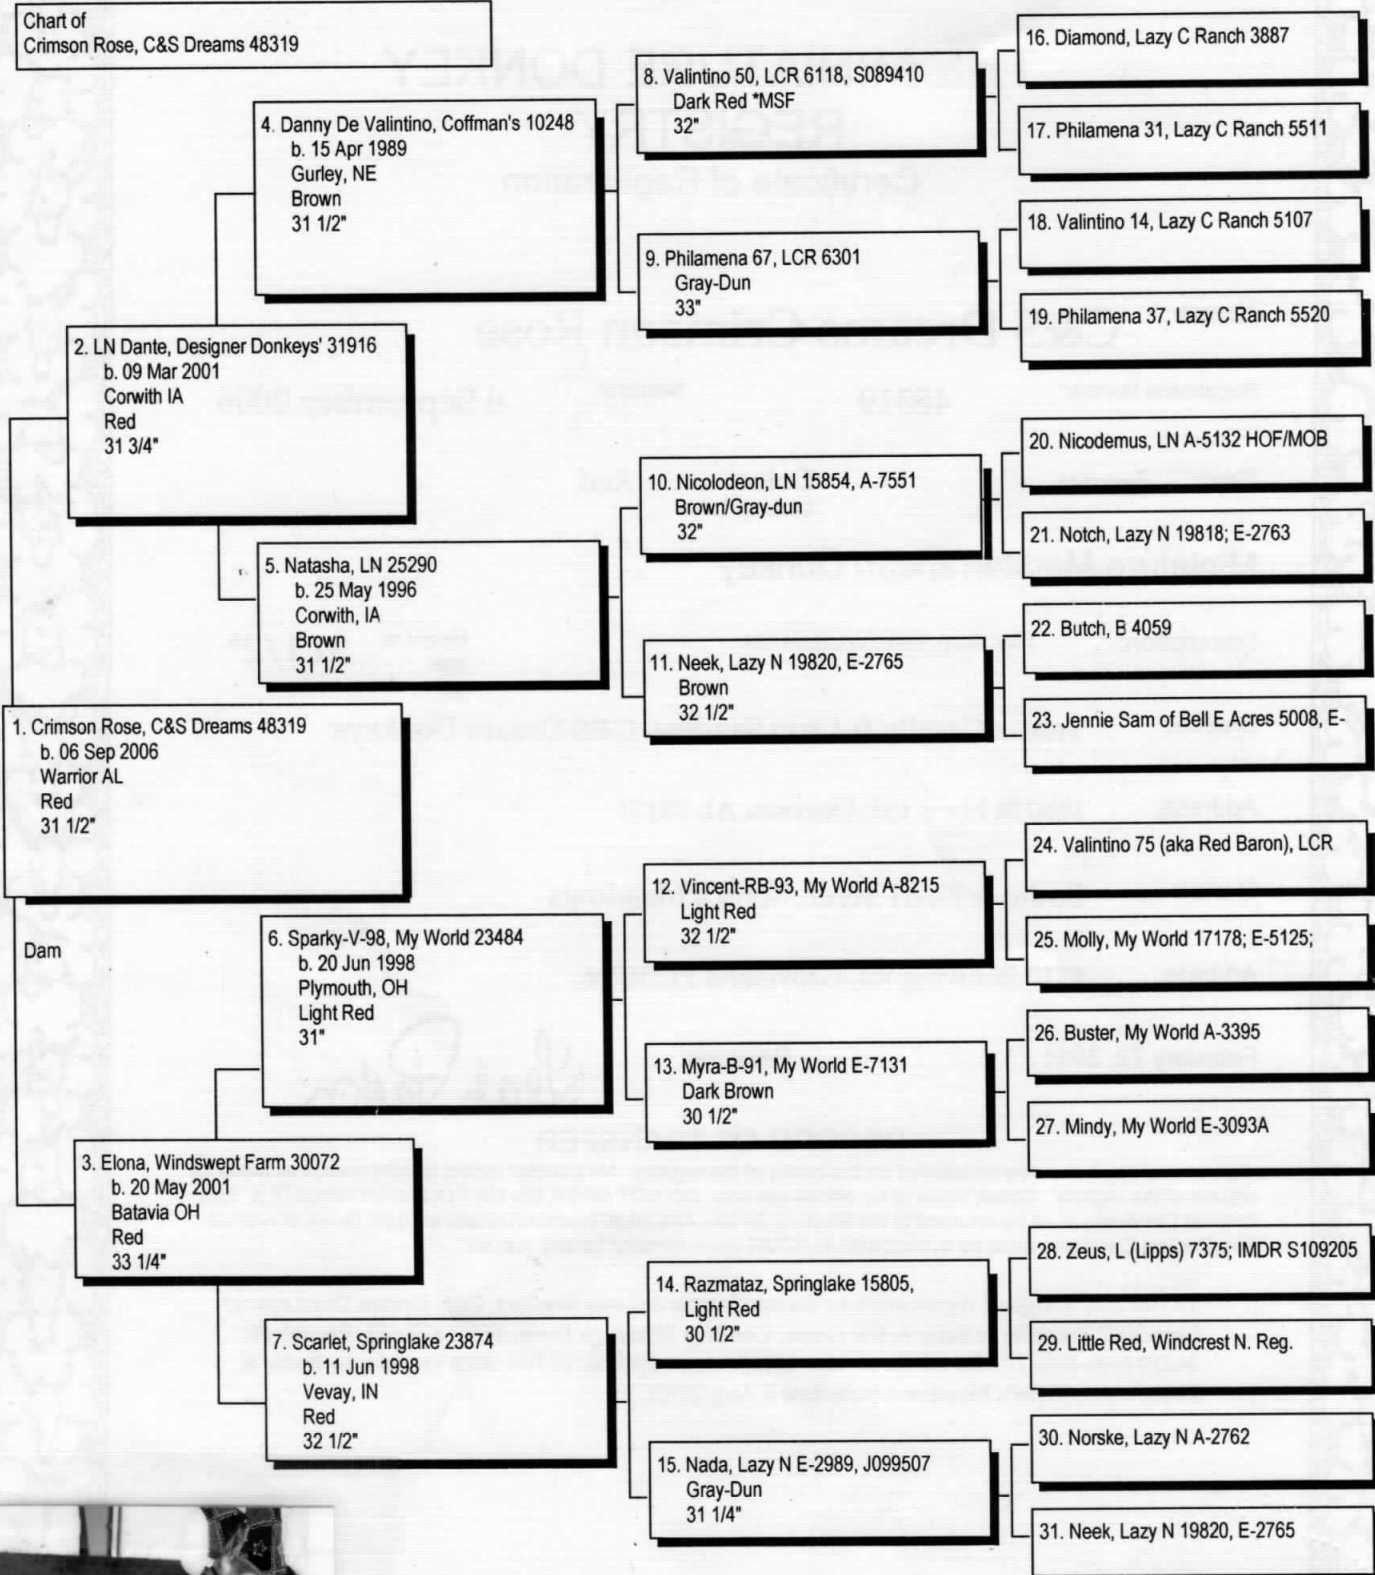 Chart of
Crimson Rose, C&S Dreams 48319
1. Crimson Rose, C&S Dreams 48319
b. 06 Sep 2006
Warrior AL
Red
31 1/2"
Dam
2. LN Dante, Designer Donkeys' 31916
b. 09 Mar 2001
Corwith IA
Red
31 3/4"
3. Elona, Windswept Farm 30072
b. 20 May 2001
Batavia OH
Red
33 1/4"
4. Danny De Valintino, Coffman's 10248
b. 15 Apr 1989
Gurley, NE
Brown
31 1/2"
5. Natasha, LN 25290
b. 25 May 1996
Corwith, IA
Brown
31 1/2"
6. Sparky-V-98, My World 23484
b. 20 Jun 1998
Plymouth, OH
Light Red
31"
7. Scarlet, Springlake 23874
b. 11 Jun 1998
Vevay, IN
Red
32 1/2"
8. Valintino 50, LCR 6118, S089410
Dark Red *MSF
32"
9. Philamena 67, LCR 6301
Gray-Dun
33"
10. Nicolodeon, LN 15854, A-7551
Brown/Gray-dun
32"
11. Neek, Lazy N 19820, E-2765
Brown
32 1/2"
12. Vincent-RB-93, My World A-8215
Light Red
32 1/2"
13. Myra-B-91, My World E-7131
Dark Brown
30 1/2"
14. Razmataz, Springlake 15805,
Light Red
30 1/2"
15. Nada, Lazy N E-2989, J099507
Gray-Dun
31 1/4"
16. Diamond, Lazy C Ranch 3887
17. Philamena 31, Lazy C Ranch 5511
18. Valintino 14, Lazy C Ranch 5107
19. Philamena 37, Lazy C Ranch 5520
20. Nicodemus, LN A-5132 HOF/MOB
21. Notch, Lazy N 19818; E-2763
22. Butch, B 4059
23. Jennie Sam of Bell E Acres 5008, E-
24. Valintino 75 (aka Red Baron), LCR
25. Molly, My World 17178; E-5125;
26. Buster, My World A-3395
27. Mindy, My World E-3093A
28. Zeus, L (Lipps) 7375; IMDR S109205
29. Little Red, Windcrest N. Reg.
30. Norske, Lazy N A-2762
31. Neek, Lazy N 19820, E-2765